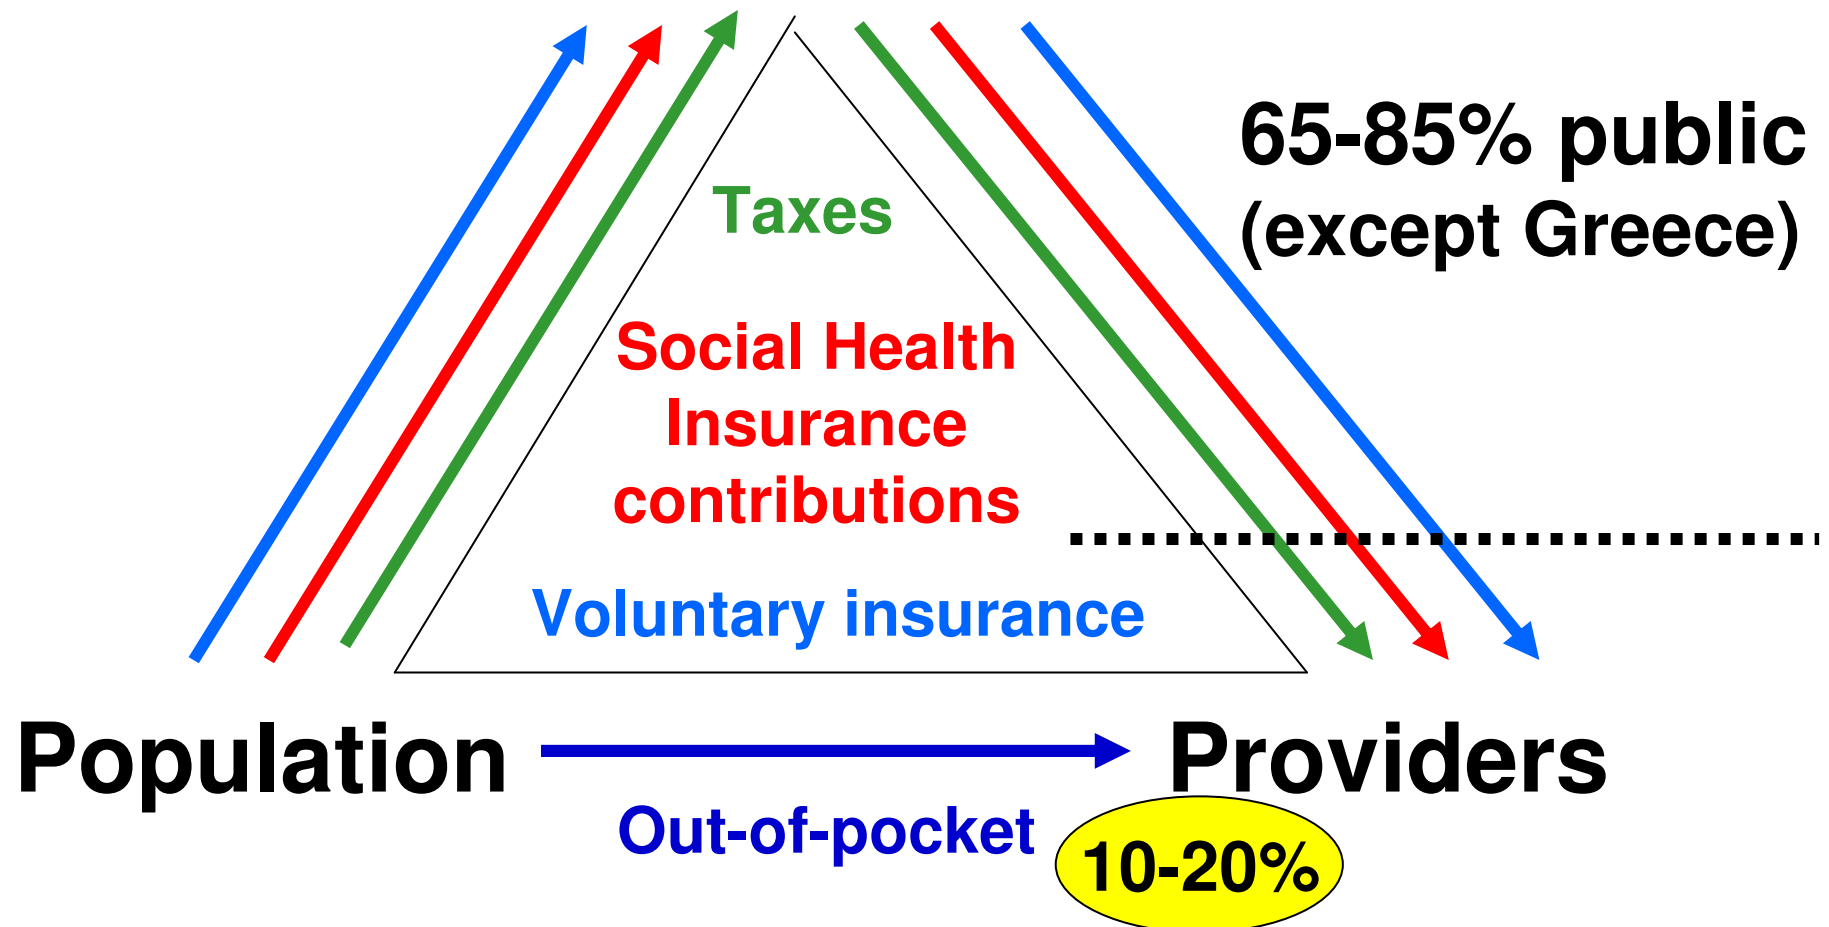 65-85% public
(except Greece)
Taxes
Social Health
Insurance
contributions
Voluntary insurance
Population
Providers
Out-of-pocket
10-20%